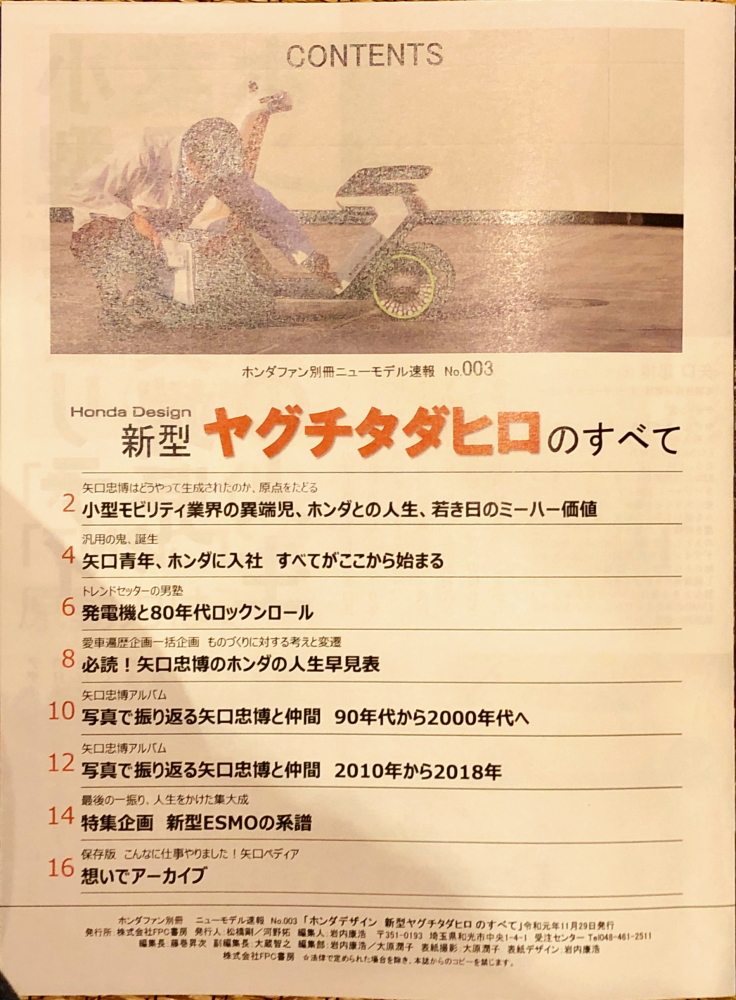 CONTENTS
ホンダファン別冊ニューモデル速報 No.003
Honda Design
新型 ヤグチタダヒロのすべて
矢口忠博はどうやって生成されたのか、原点をたどる
2 小型モビリティ業界の異端児、ホンダとの人生、若き日のミーハー価値
汎用の鬼、誕生
4 矢口青年、ホンダに入社 すべてがここから始まる
トレンドセッターの男塾
6 発電機と80年代ロックンロール
愛車遍歴企画一括企画 ものづくりに対する考えと変遷
8 必読！矢口忠博のホンダの人生早見表
矢口忠博アルバム
10 写真で振り返る矢口忠博と仲間 90年代から2000年代へ
矢口忠博アルバム
12 写真で振り返る矢口忠博と仲間 2010年から2018年
最後の一振り、人生をかけた集大成
14 特集企画 新型ESMOの系譜
保存版 こんなに仕事やりました！矢口ペディア
16 想いでアーカイブ
ホンダファン別冊 ニューモデル速報 No.003「ホンダデザイン 新型ヤグチタダヒロ のすべて」令和元年11月29日発行
発行所 株式会社FPC書房 発行人 松橋剛／河野拓 編集人 岩内康浩 〒351-0193 埼玉県和光市中央1-4-1 受注センター Tel048-461-2511
編集長 藤巻昇次 副編集長 大蔵智之 編集部 岩内康浩／大原潤子 表紙撮影 大原潤子 表紙デザイン 岩内康浩
株式会社FPC書房 ☆法律で定められた場合を除き、本誌からのコピーを禁じます。